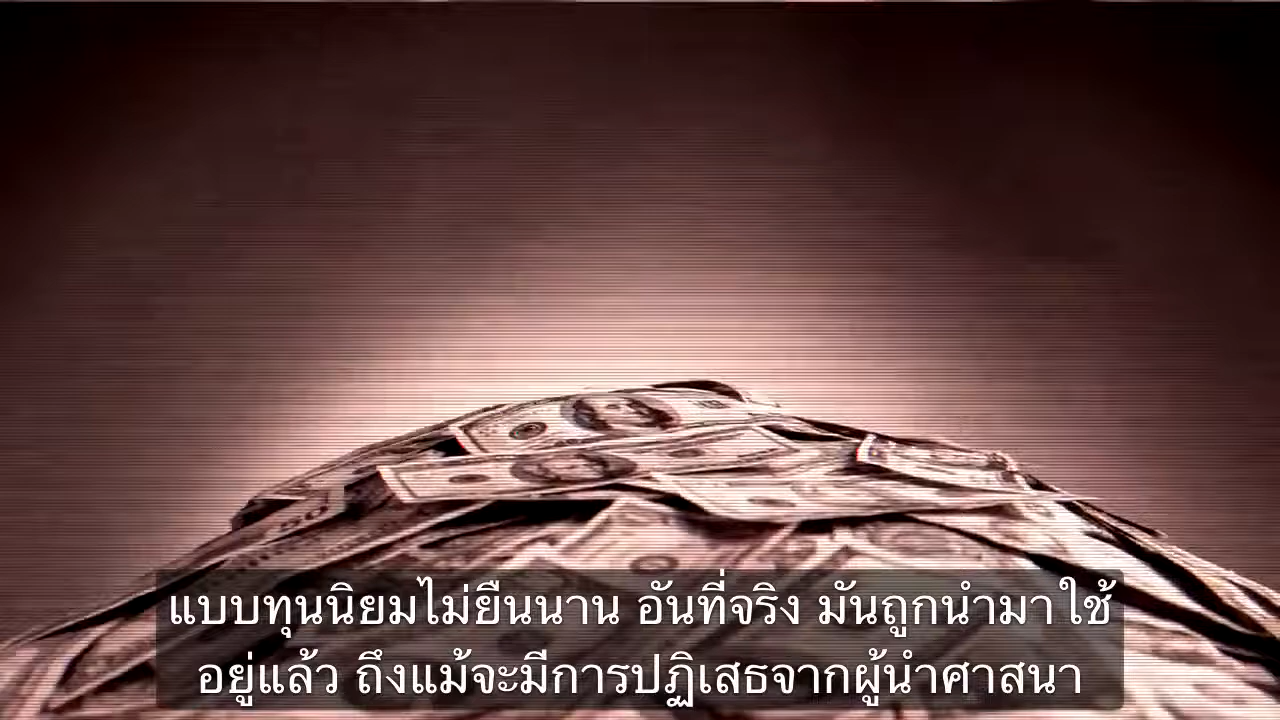 แบบทุนนิยมไม่ยืนนาน อันที่จริง มันถูกนำมาใช้
อยู่แล้ว ถึงแม้จะมีการปฏิเสธจากผู้นำศาสนา